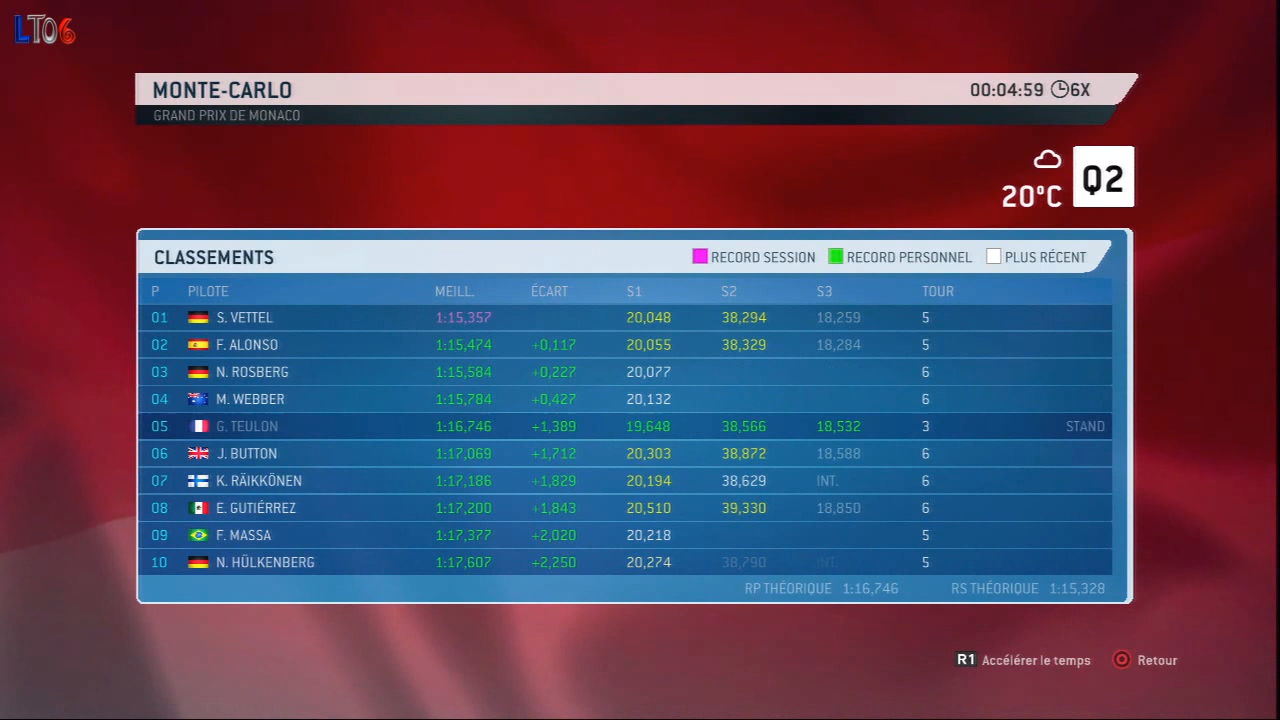 LTO6
MONTE-CARLO 00:04:59 6X
GRAND PRIX DE MONACO
20°C Q2
CLASSEMENTS RECORD SESSION RECORD PERSONNEL PLUS RÉCENT
P PILOTE MEILL. ÉCART S1 S2 S3 TOUR
01 S. VETTEL 1:15,357 20,048 38,294 18,259 5
02 F. ALONSO 1:15,474 +0,117 20,055 38,329 18,284 5
03 N. ROSBERG 1:15,584 +0,227 20,077 6
04 M. WEBBER 1:15,784 +0,427 20,132 6
05 G. TEULON 1:16,746 +1,389 19,648 38,566 18,532 3 STAND
06 J. BUTTON 1:17,069 +1,712 20,303 38,872 18,588 6
07 K. RÄIKKÖNEN 1:17,186 +1,829 20,194 38,629 INT. 6
08 E. GUTIÉRREZ 1:17,200 +1,843 20,510 39,330 18,850 6
09 F. MASSA 1:17,377 +2,020 20,218 5
10 N. HÜLKENBERG 1:17,607 +2,250 20,274 38,790 INT. 5
RP THÉORIQUE 1:16,746 RS THÉORIQUE 1:15,328
R1 Accélérer le temps Retour